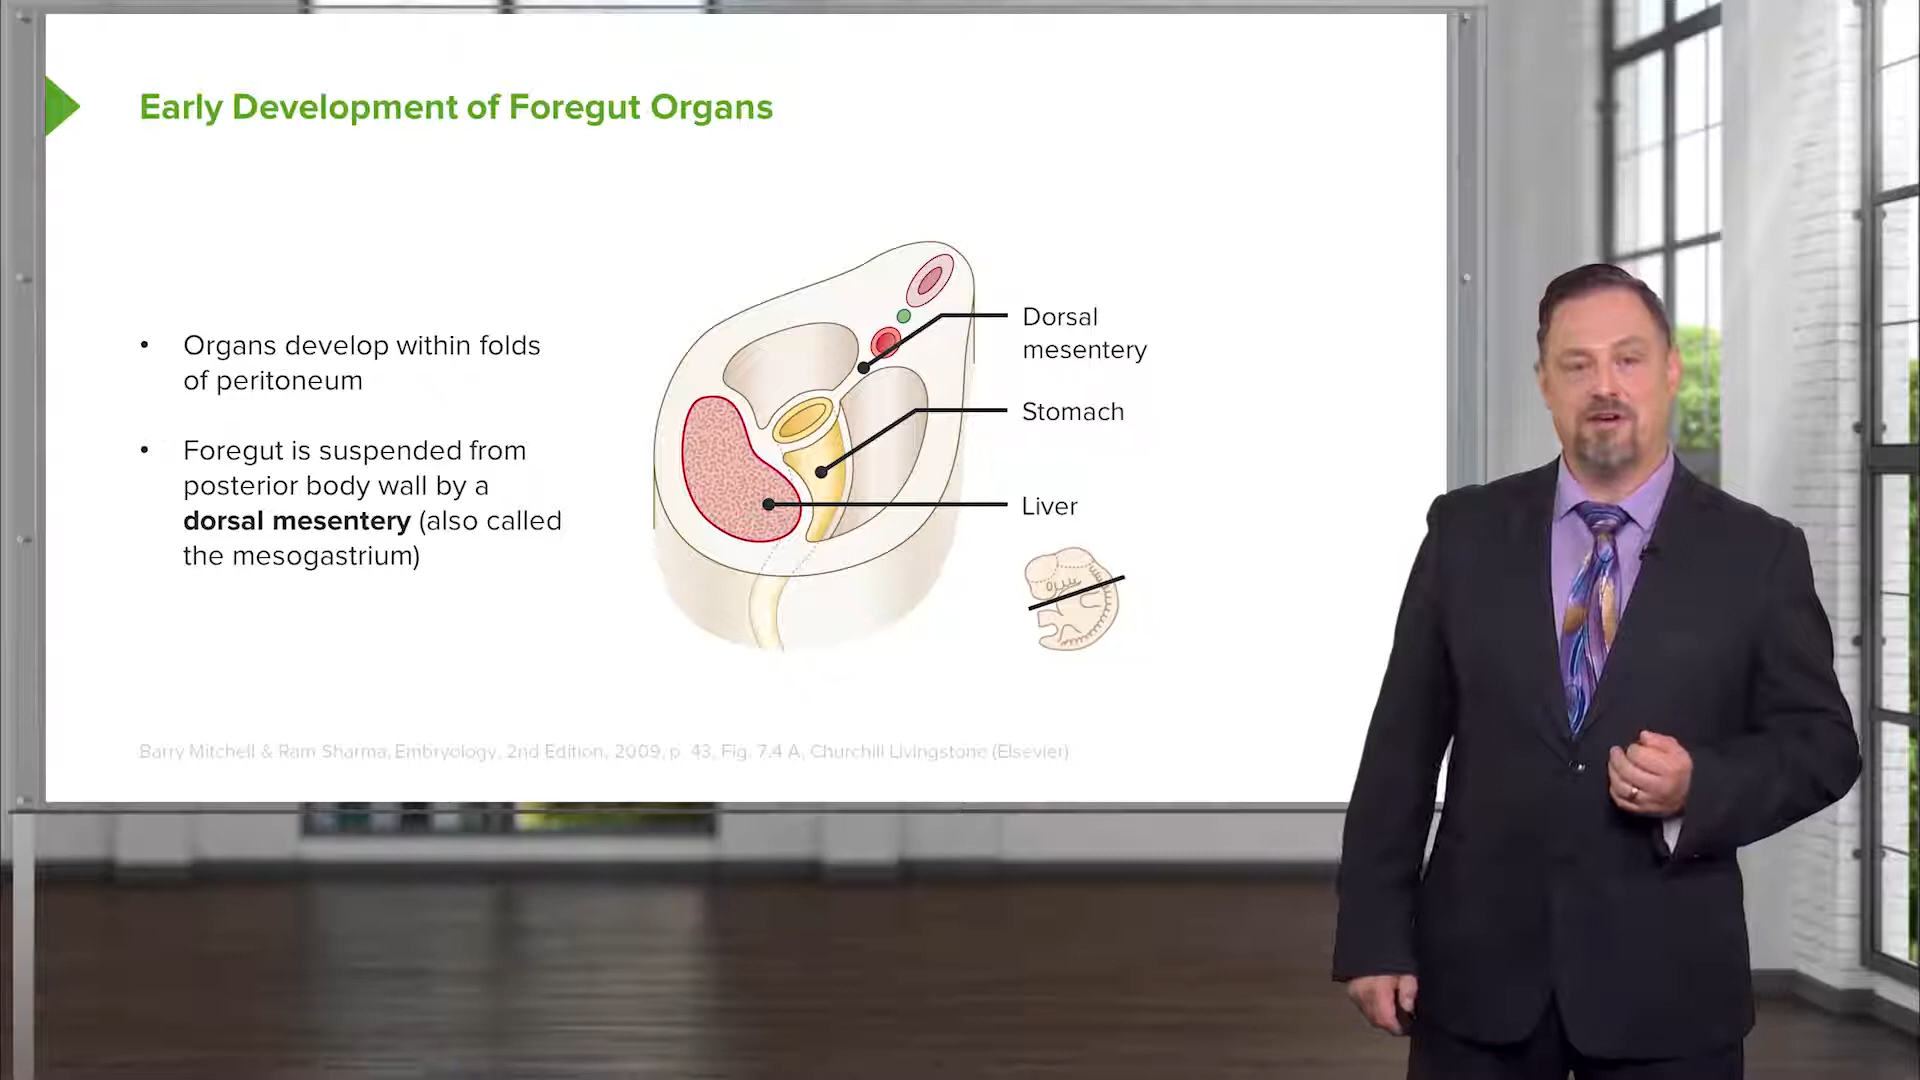 Early Development of Foregut Organs
• Organs develop within folds
of peritoneum
• Foregut is suspended from
posterior body wall by a
dorsal mesentery (also called
the mesogastrium)
Dorsal
mesentery
Stomach
Liver
Barry Mitchell & Ram Sharma, Embryology, 2nd Edition, 2009, p. 43, Fig. 7.4 A, Churchill Livingstone (Elsevier)